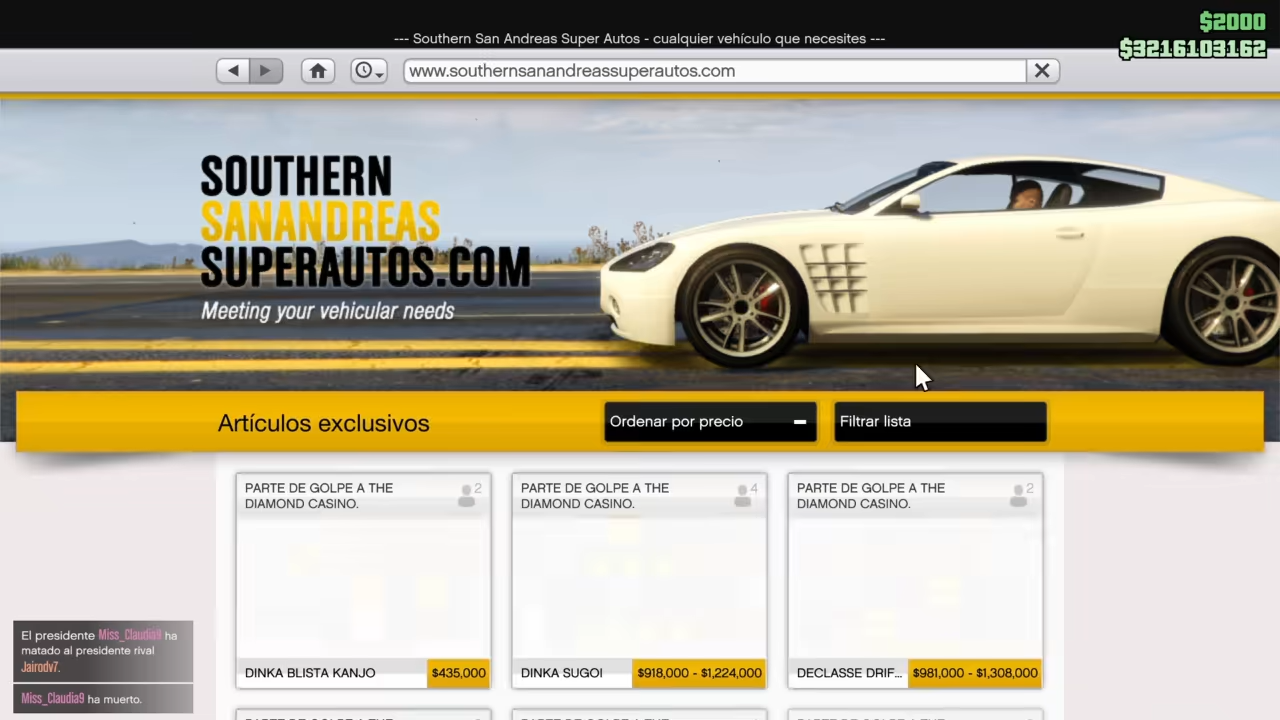 $2000
--- Southern San Andreas Super Autos - cualquier vehículo que necesites ---
$3216103162
www.southernsanandreassuperautos.com
SOUTHERN
SANANDREAS
SUPERAUTOS.COM
Meeting your vehicular needs
Artículos exclusivos
Ordenar por precio
Filtrar lista
PARTE DE GOLPE A THE
DIAMOND CASINO.
2
DINKA BLISTA KANJO
$435,000
PARTE DE GOLPE A THE
DIAMOND CASINO.
4
DINKA SUGOI
$918,000 - $1,224,000
PARTE DE GOLPE A THE
DIAMOND CASINO.
2
DECLASSE DRIF...
$981,000 - $1,308,000
El presidente Miss_Claudia9 ha
matado al presidente rival
Jairodv7.
Miss_Claudia9 ha muerto.